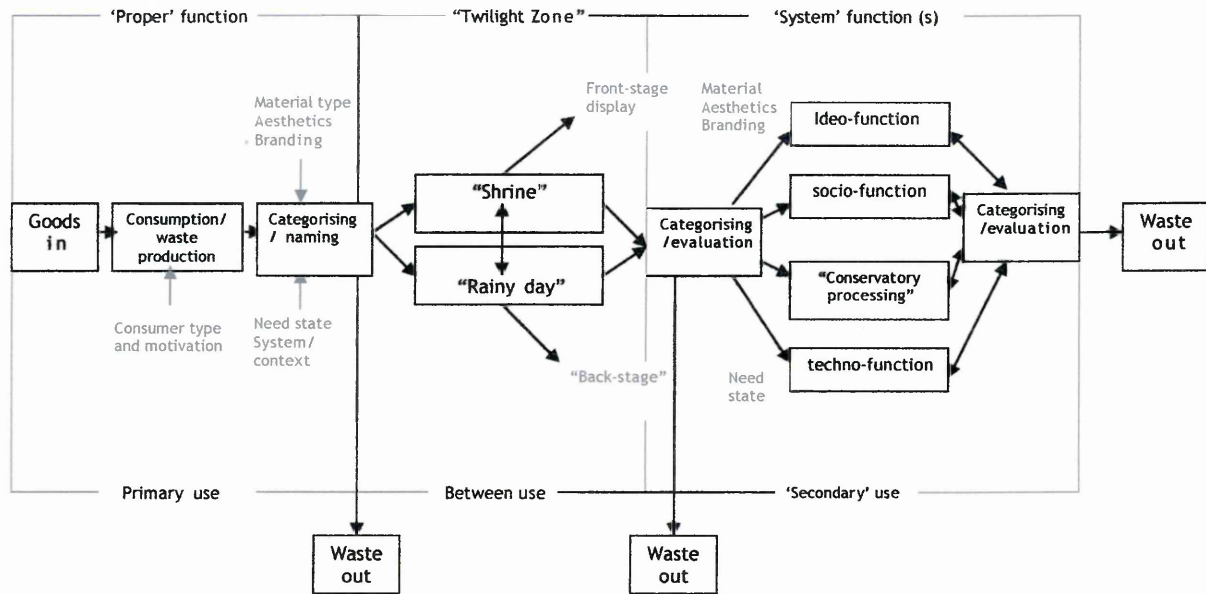 ‘Proper’ function
“Twilight Zone”
‘System’ function (s)
Material type
Aesthetics
Branding
Front-stage
display
Material
Aesthetics
Branding
Ideo-function
“Shrine”
socio-function
Goods
in
Consumption/
waste
production
Categorising
/ naming
Categorising
/evaluation
Categorising
/evaluation
Waste
out
“Rainy day”
“Conservatory
processing”
Consumer type
and motivation
Need state
System/
context
“Back-stage”
Need
state
techno-function
Primary use
Between use
‘Secondary’ use
Waste
out
Waste
out